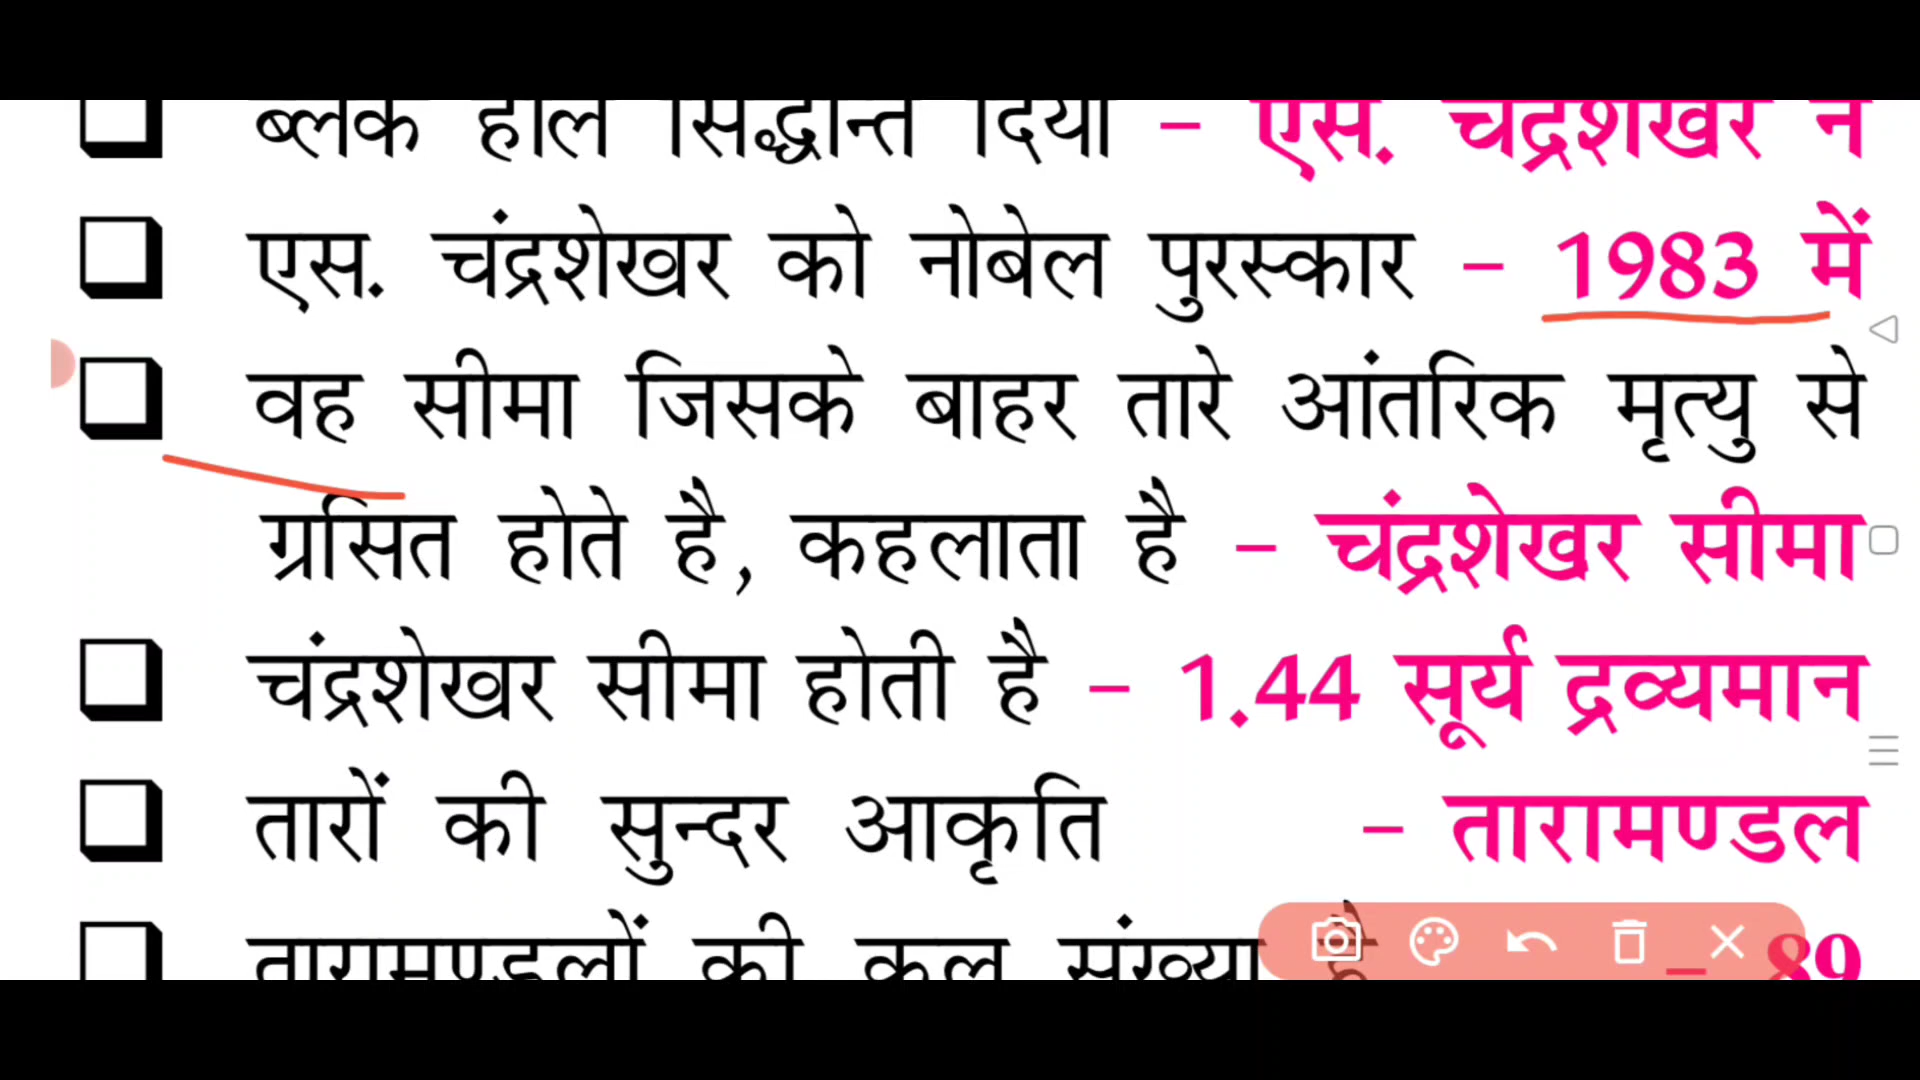 ब्लैक होल सिद्धान्त दिया – एस. चंद्रशेखर ने
एस. चंद्रशेखर को नोबेल पुरस्कार – 1983 में
वह सीमा जिसके बाहर तारे आंतरिक मृत्यु से
ग्रसित होते है, कहलाता है – चंद्रशेखर सीमा
चंद्रशेखर सीमा होती है – 1.44 सूर्य द्रव्यमान
तारों की सुन्दर आकृति – तारामण्डल
तारामण्डलों की कुल संख्या है – 89